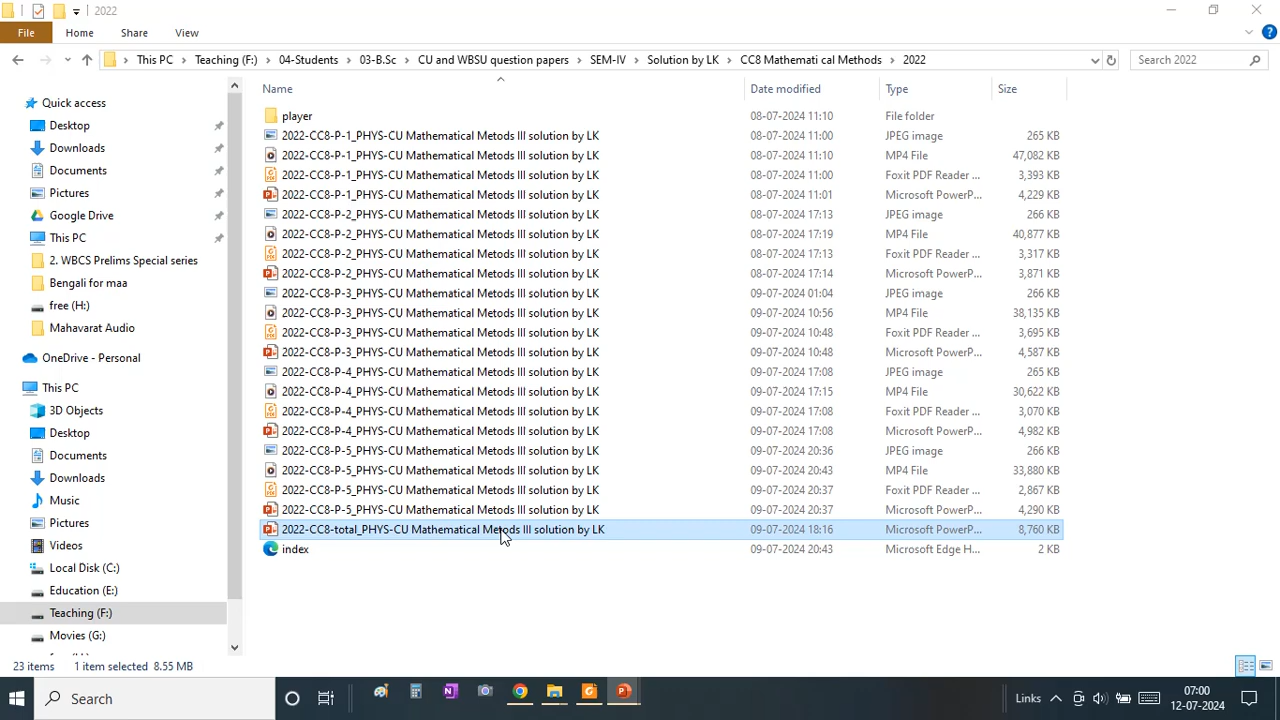 2022
File Home Share View
This PC > Teaching (F:) > 04-Students > 03-B.Sc > CU and WBSU question papers > SEM-IV > Solution by LK > CC8 Mathemati cal Methods > 2022
Search 2022
Name Date modified Type Size
Quick access
Desktop
Downloads
Documents
Pictures
Google Drive
This PC
2. WBCS Prelims Special series
Bengali for maa
free (H:)
Mahavarat Audio
OneDrive - Personal
This PC
3D Objects
Desktop
Documents
Downloads
Music
Pictures
Videos
Local Disk (C:)
Education (E:)
Teaching (F:)
Movies (G:)
player 08-07-2024 11:10 File folder
2022-CC8-P-1_PHYS-CU Mathematical Metods III solution by LK 08-07-2024 11:00 JPEG image 265 KB
2022-CC8-P-1_PHYS-CU Mathematical Metods III solution by LK 08-07-2024 11:10 MP4 File 47,082 KB
2022-CC8-P-1_PHYS-CU Mathematical Metods III solution by LK 08-07-2024 11:00 Foxit PDF Reader ... 3,393 KB
2022-CC8-P-1_PHYS-CU Mathematical Metods III solution by LK 08-07-2024 11:01 Microsoft PowerP... 4,229 KB
2022-CC8-P-2_PHYS-CU Mathematical Metods III solution by LK 08-07-2024 17:13 JPEG image 266 KB
2022-CC8-P-2_PHYS-CU Mathematical Metods III solution by LK 08-07-2024 17:19 MP4 File 40,877 KB
2022-CC8-P-2_PHYS-CU Mathematical Metods III solution by LK 08-07-2024 17:13 Foxit PDF Reader ... 3,317 KB
2022-CC8-P-2_PHYS-CU Mathematical Metods III solution by LK 08-07-2024 17:14 Microsoft PowerP... 3,871 KB
2022-CC8-P-3_PHYS-CU Mathematical Metods III solution by LK 09-07-2024 01:04 JPEG image 266 KB
2022-CC8-P-3_PHYS-CU Mathematical Metods III solution by LK 09-07-2024 10:56 MP4 File 38,135 KB
2022-CC8-P-3_PHYS-CU Mathematical Metods III solution by LK 09-07-2024 10:48 Foxit PDF Reader ... 3,695 KB
2022-CC8-P-3_PHYS-CU Mathematical Metods III solution by LK 09-07-2024 10:48 Microsoft PowerP... 4,587 KB
2022-CC8-P-4_PHYS-CU Mathematical Metods III solution by LK 09-07-2024 17:08 JPEG image 265 KB
2022-CC8-P-4_PHYS-CU Mathematical Metods III solution by LK 09-07-2024 17:15 MP4 File 30,622 KB
2022-CC8-P-4_PHYS-CU Mathematical Metods III solution by LK 09-07-2024 17:08 Foxit PDF Reader ... 3,070 KB
2022-CC8-P-4_PHYS-CU Mathematical Metods III solution by LK 09-07-2024 17:08 Microsoft PowerP... 4,982 KB
2022-CC8-P-5_PHYS-CU Mathematical Metods III solution by LK 09-07-2024 20:36 JPEG image 266 KB
2022-CC8-P-5_PHYS-CU Mathematical Metods III solution by LK 09-07-2024 20:43 MP4 File 33,880 KB
2022-CC8-P-5_PHYS-CU Mathematical Metods III solution by LK 09-07-2024 20:37 Foxit PDF Reader ... 2,867 KB
2022-CC8-P-5_PHYS-CU Mathematical Metods III solution by LK 09-07-2024 20:37 Microsoft PowerP... 4,290 KB
2022-CC8-total_PHYS-CU Mathematical Metods III solution by LK 09-07-2024 18:16 Microsoft PowerP... 8,760 KB
index 09-07-2024 20:43 Microsoft Edge H... 2 KB
23 items 1 item selected 8.55 MB
Search
Links
07:00
12-07-2024